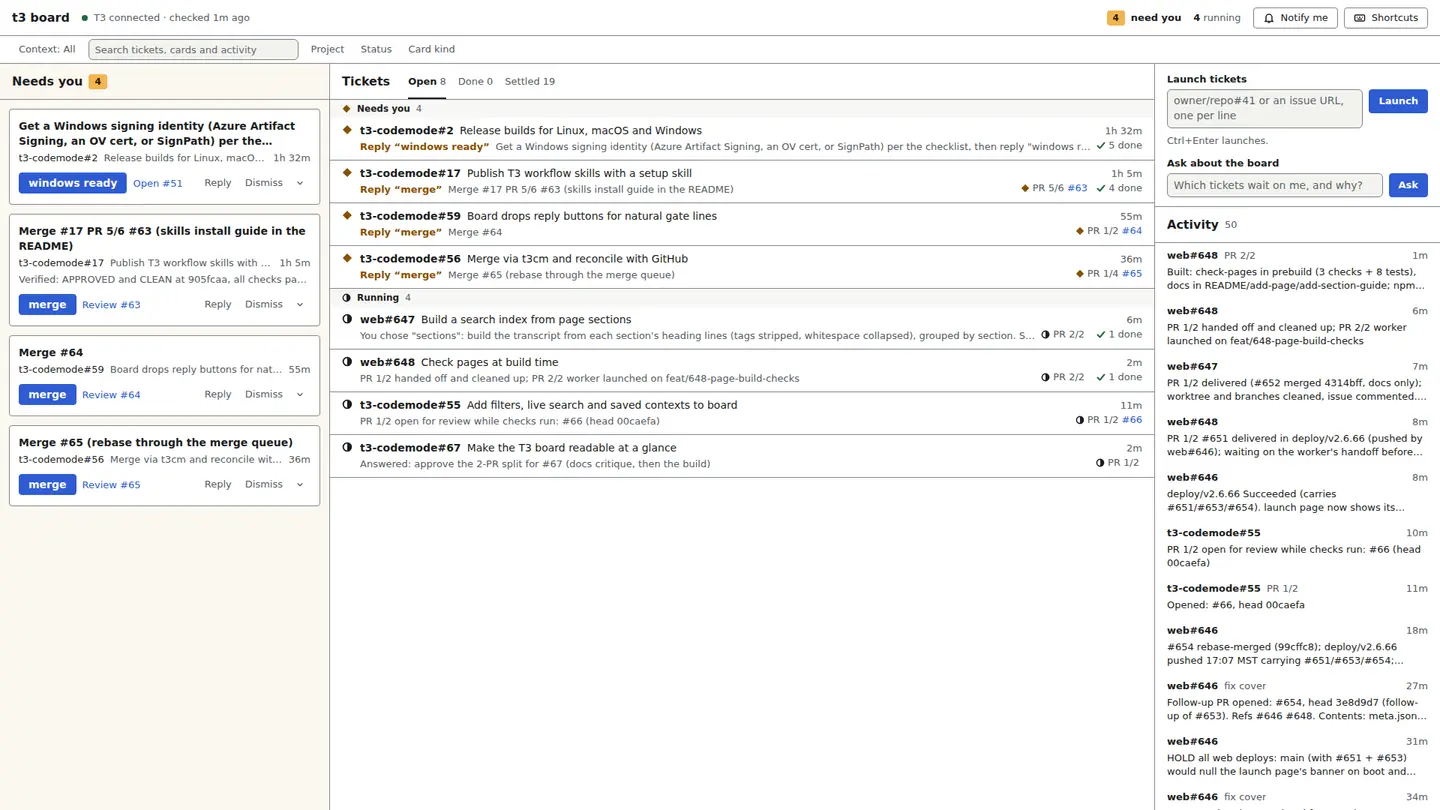 t3 board
T3 connected · checked 1m ago
4 need you
4 running
Notify me
Shortcuts
Context: All
Search tickets, cards and activity
Project
Status
Card kind
Needs you 4
Get a Windows signing identity (Azure Artifact
Signing, an OV cert, or SignPath) per the…
t3-codemode#2 Release builds for Linux, macO… 1h 32m
windows ready
Open #51
Reply
Dismiss
Merge #17 PR 5/6 #63 (skills install guide in the
README)
t3-codemode#17 Publish T3 workflow skills with … 1h 5m
Verified: APPROVED and CLEAN at 905fcaa, all checks pa…
merge
Review #63
Reply
Dismiss
Merge #64
t3-codemode#59 Board drops reply buttons for nat… 55m
merge
Review #64
Reply
Dismiss
Merge #65 (rebase through the merge queue)
t3-codemode#56 Merge via t3cm and reconcile wit… 36m
merge
Review #65
Reply
Dismiss
Tickets
Open 8
Done 0
Settled 19
Needs you 4
t3-codemode#2 Release builds for Linux, macOS and Windows 1h 32m
Reply “windows ready” Get a Windows signing identity (Azure Artifact Signing, an OV cert, or SignPath) per the checklist, then reply "windows r… 5 done
t3-codemode#17 Publish T3 workflow skills with a setup skill 1h 5m
Reply “merge” Merge #17 PR 5/6 #63 (skills install guide in the README) PR 5/6 #63 4 done
t3-codemode#59 Board drops reply buttons for natural gate lines 55m
Reply “merge” Merge #64 PR 1/2 #64
t3-codemode#56 Merge via t3cm and reconcile with GitHub 36m
Reply “merge” Merge #65 (rebase through the merge queue) PR 1/4 #65
Running 4
web#647 Build a search index from page sections 6m
You chose "sections": build the transcript from each section's heading lines (tags stripped, whitespace collapsed), grouped by section. S… PR 2/2 1 done
web#648 Check pages at build time 2m
PR 1/2 handed off and cleaned up; PR 2/2 worker launched on feat/648-page-build-checks PR 2/2 1 done
t3-codemode#55 Add filters, live search and saved contexts to board 11m
PR 1/2 open for review while checks run: #66 (head 00caefa) PR 1/2 #66
t3-codemode#67 Make the T3 board readable at a glance 2m
Answered: approve the 2-PR split for #67 (docs critique, then the build) PR 1/2
Launch tickets
owner/repo#41 or an issue URL,
one per line
Launch
Ctrl+Enter launches.
Ask about the board
Which tickets wait on me, and why?
Ask
Activity 50
web#648 PR 2/2 1m
Built: check-pages in prebuild (3 checks + 8 tests),
docs in README/add-page/add-section-guide; npm…
web#648 6m
PR 1/2 handed off and cleaned up; PR 2/2 worker
launched on feat/648-page-build-checks
web#647 7m
PR 1/2 delivered (#652 merged 4314bff, docs only);
worktree and branches cleaned, issue commented.…
web#648 8m
PR 1/2 #651 delivered in deploy/v2.6.66 (pushed by
web#646); waiting on the worker's handoff before…
web#646 8m
deploy/v2.6.66 Succeeded (carries
#651/#653/#654). launch page now shows its…
t3-codemode#55 10m
PR 1/2 open for review while checks run: #66 (head
00caefa)
t3-codemode#55 PR 1/2 11m
Opened: #66, head 00caefa
web#646 18m
#654 rebase-merged (99cffc8); deploy/v2.6.66
pushed 17:07 MST carrying #651/#653/#654;…
web#646 fix cover 27m
Follow-up PR opened: #654, head 3e8d9d7 (follow-
up of #653). Refs #646 #648. Contents: meta.json…
web#646 31m
HOLD all web deploys: main (with #651 + #653)
would null the launch page's banner on boot and…
web#646 fix cover 34m